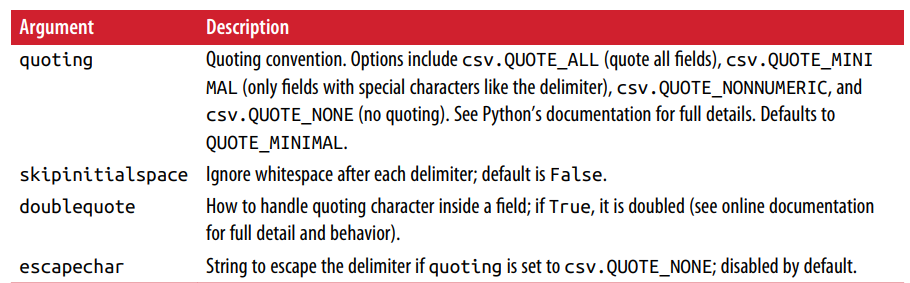 Argument Description
quoting Quoting convention. Options include csv.QUOTE_ALL (quote all fields), csv.QUOTE_MINI
MAL (only fields with special characters like the delimiter), csv.QUOTE_NONNUMERIC, and
csv.QUOTE_NONE (no quoting). See Python’s documentation for full details. Defaults to
QUOTE_MINIMAL.
skipinitialspace Ignore whitespace after each delimiter; default is False.
doublequote How to handle quoting character inside a field; if True, it is doubled (see online documentation
for full detail and behavior).
escapechar String to escape the delimiter if quoting is set to csv.QUOTE_NONE; disabled by default.